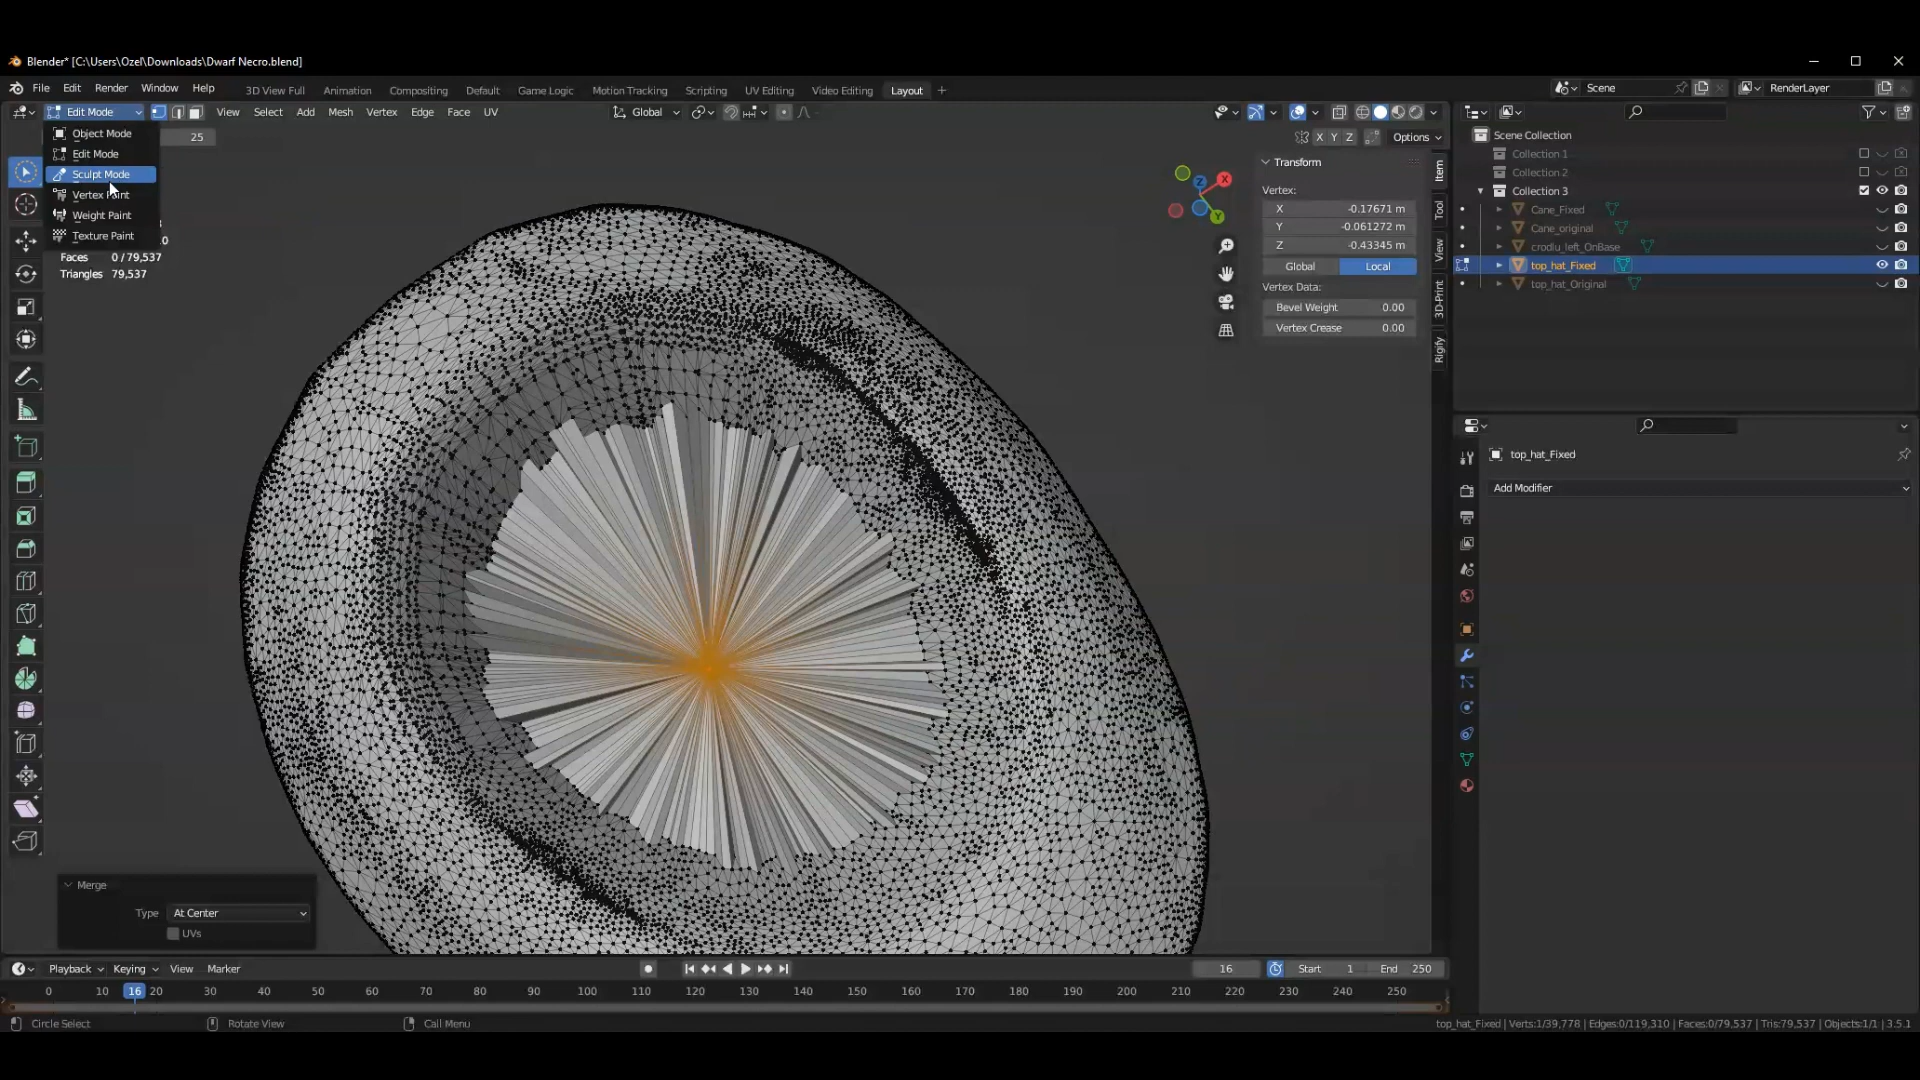 Blender* [C:\Users\Ozel\Downloads\Dwarf Necro.blend]
File Edit Render Window Help 3D View Full Animation Compositing Default Game Logic Motion Tracking Scripting UV Editing Video Editing Layout Scene RenderLayer
Edit Mode View Select Add Mesh Vertex Edge Face UV Global
25 X Y Z Options
Object Mode
Edit Mode
Sculpt Mode
Vertex Paint
Weight Paint
Texture Paint
0
Faces 0 / 79,537
Triangles 79,537
X
Z
Y
Transform
Vertex:
X -0.17671 m
Y -0.061272 m
Z -0.43345 m
Global Local
Vertex Data:
Bevel Weight 0.00
Vertex Crease 0.00
Item
Tool
View
3D-Print
Rigify
Scene Collection
Collection 1
Collection 2
Collection 3
Cane_Fixed
Cane_original
crodlu_left_OnBase
top_hat_Fixed
top_hat_Original
top_hat_Fixed
Add Modifier
Merge
Type At Center
UVs
Playback Keying View Marker 16 Start 1 End 250
0 10 16 20 30 40 50 60 70 80 90 100 110 120 130 140 150 160 170 180 190 200 210 220 230 240 250
Circle Select Rotate View Call Menu top_hat_Fixed | Verts:1/39,778 | Edges:0/119,310 | Faces:0/79,537 | Tris:79,537 | Objects:1/1 | 3.5.1